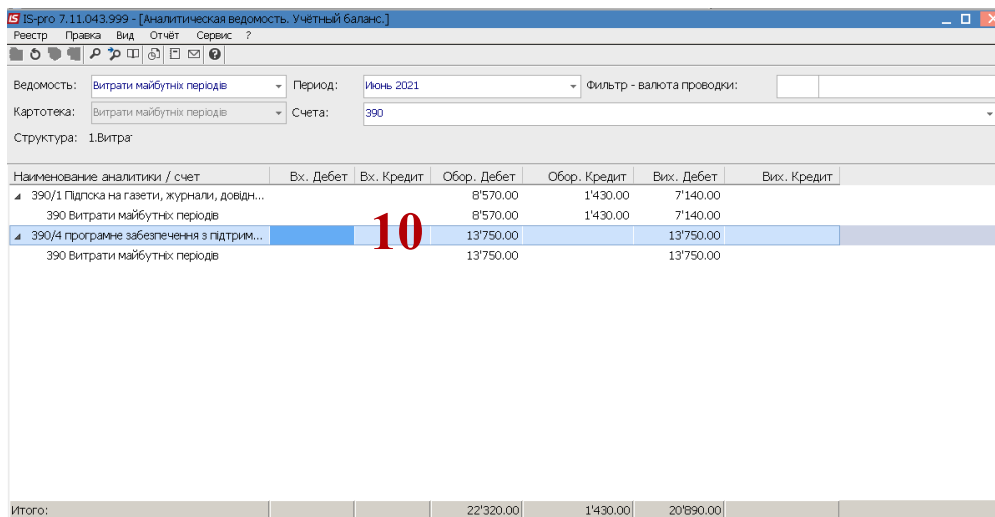 IS IS-pro 7.11.043.999 - [Аналитическая ведомость. Учётный баланс.]
Реестр Правка Вид Отчёт Сервис ?
Ведомость: Витрати майбутніх періодів Период: Июнь 2021 Фильтр - валюта проводки:
Картотека: Витрати майбутніх періодів Счета: 390
Структура: 1.Витрат
Наименование аналитики / счет Вх. Дебет Вх. Кредит Обор. Дебет Обор. Кредит Вих. Дебет Вих. Кредит
390/1 Підпска на газети, журнали, довідн... 8'570.00 1'430.00 7'140.00
390 Витрати майбутніх періодів 8'570.00 1'430.00 7'140.00
10
390/4 програмне забезпечення з підтрим... 13'750.00 13'750.00
390 Витрати майбутніх періодів 13'750.00 13'750.00
Итого: 22'320.00 1'430.00 20'890.00